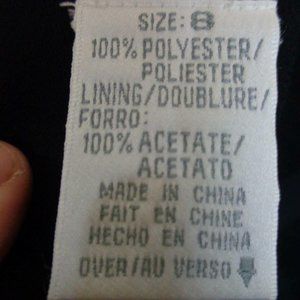 SIZE: 8
100% POLYESTER/
POLIESTER
LINING/DOUBLURE/
FORRO:
100% ACETATE/
ACETATO
MADE IN CHINA
FAIT EN CHINE
HECHO EN CHINA
OVER/AU VERSO